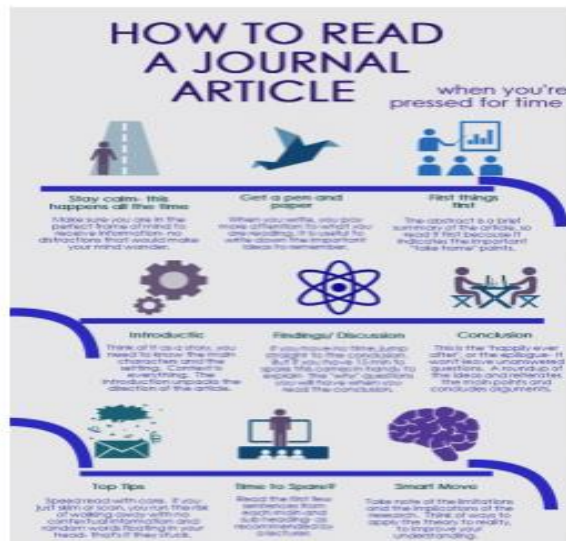 HOW TO READ
A JOURNAL
ARTICLE
when you're
pressed for time
Stay calm- this
happens all the time
Make sure you are in the
perfect frame of mind to
receive information- no
distractions that would make
your mind wander.
Get a pen and
paper
When you write, you pay
more attention to what you
are reading. It is useful to
write down the important
ideas to remember.
First things
first
The abstract is a brief
summary of the article, so
read it first because it
indicates the important
"take home" points.
Introductic
Think of it as a story, you
need to know the main
characters and the
setting. Context is
everything. The
introduction unpacks the
direction of the article.
Findings/ Discussion
If you have no time, jump
straight to the conclusion.
But if you have 15 min to
spare this comes in handy to
explain the "why" questions
you will have when you
read the conclusion.
Conclusion
This is the 'happily ever
after', or the epilogue- it
won't leave unanswered
questions. A roundup of
the ideas and reiterates
the main points and
concludes arguments.
Top Tips
Speed read with care. If you
just skim or scan, you run the risk
of walking away with no
contextual information and
random words floating in your
head- that's if they stuck.
Time to Spare?
Read the first few
sentences from
each main and
sub heading- as
recommended by
a lecturer.
Smart Move
Take note of the limitations
and the implications of the
research. Think of ways to
apply the theory to reality,
to improve your
understanding.